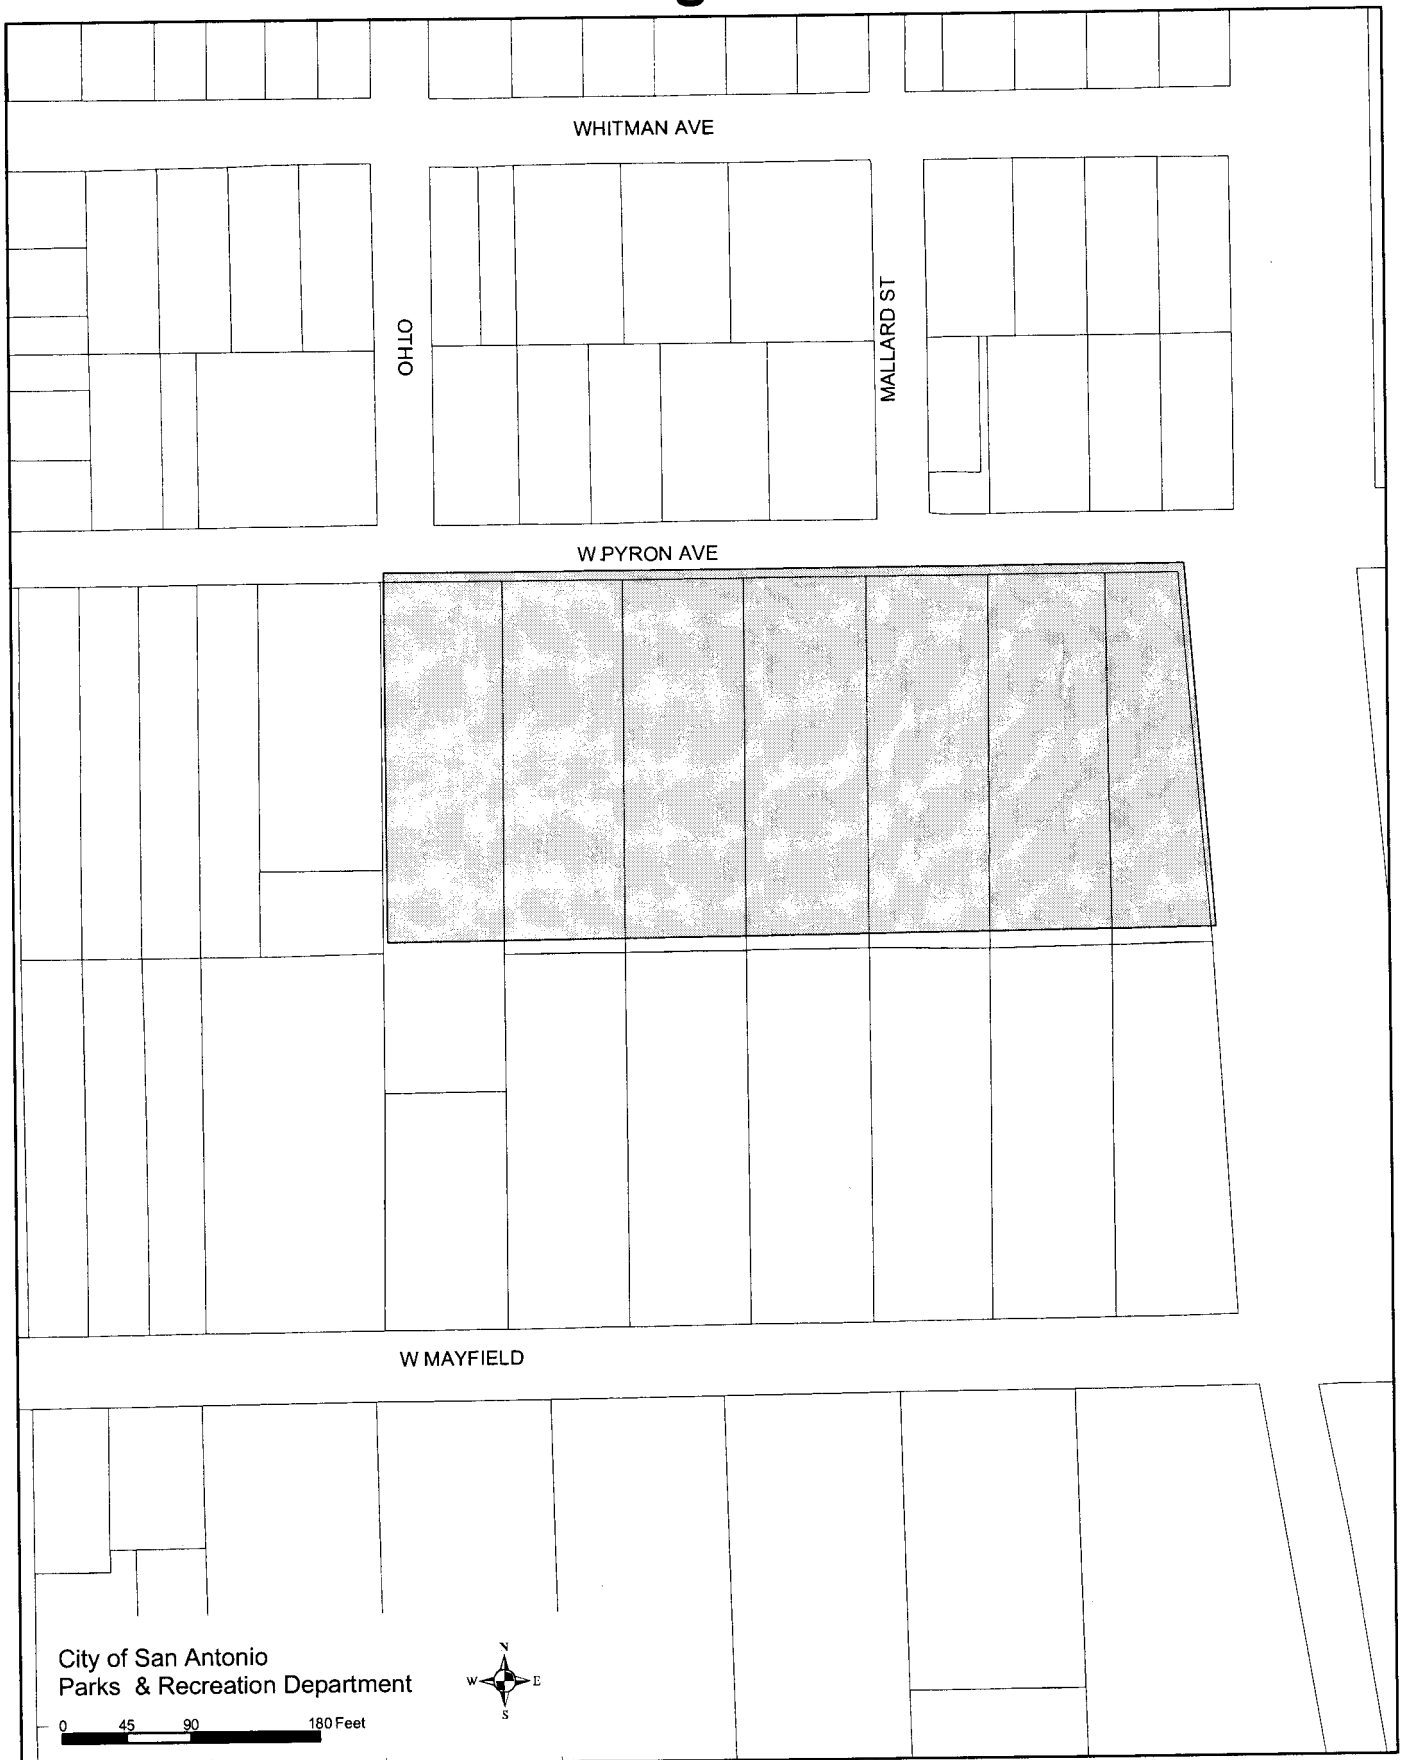 WHITMAN AVE
OTHO
MALLARD ST
W PYRON AVE
W MAYFIELD
City of San Antonio
Parks & Recreation Department
N
W E
S
0 45 90 180 Feet